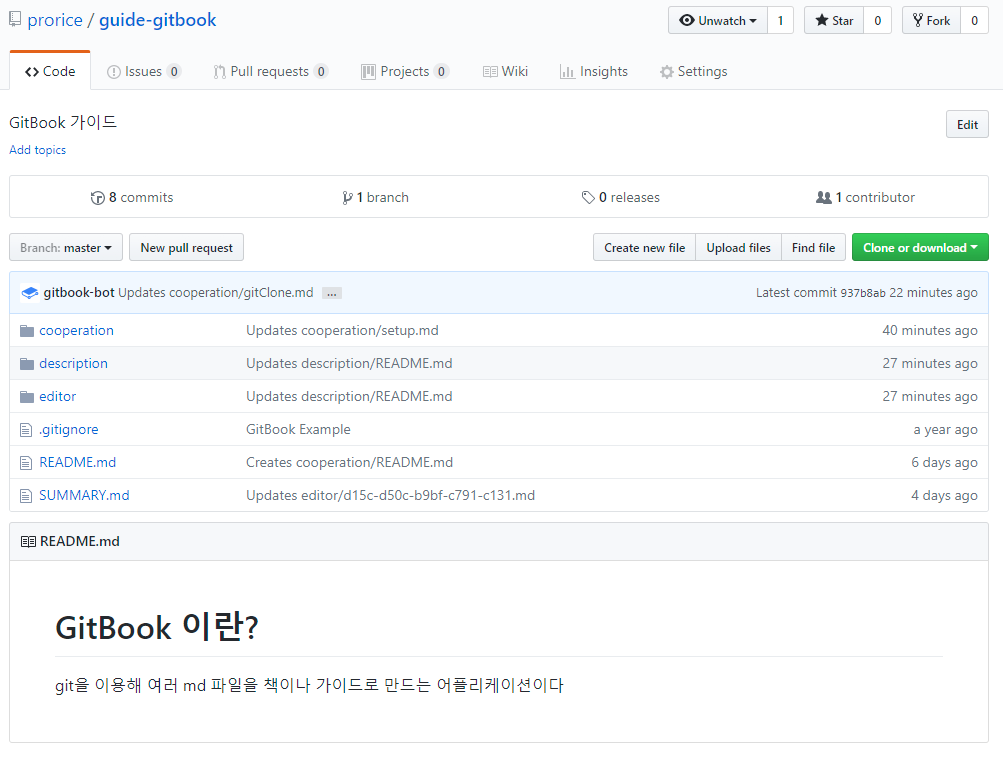 prorice / guide-gitbook Unwatch 1 Star 0 Fork 0
Code Issues 0 Pull requests 0 Projects 0 Wiki Insights Settings
GitBook 가이드 Edit
Add topics
8 commits 1 branch 0 releases 1 contributor
Branch: master New pull request Create new file Upload files Find file Clone or download
gitbook-bot Updates cooperation/gitClone.md ... Latest commit 937b8ab 22 minutes ago
cooperation Updates cooperation/setup.md 40 minutes ago
description Updates description/README.md 27 minutes ago
editor Updates description/README.md 27 minutes ago
.gitignore GitBook Example a year ago
README.md Creates cooperation/README.md 6 days ago
SUMMARY.md Updates editor/d15c-d50c-b9bf-c791-c131.md 4 days ago
README.md
GitBook 이란?
git을 이용해 여러 md 파일을 책이나 가이드로 만드는 어플리케이션이다